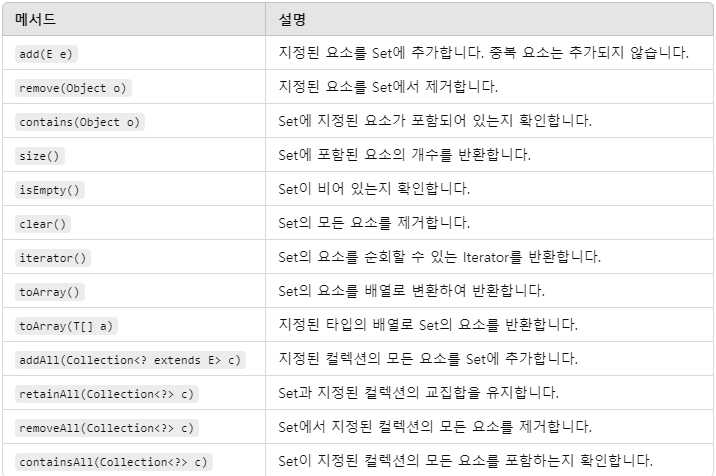 메서드 설명
add(E e) 지정된 요소를 Set에 추가합니다. 중복 요소는 추가되지 않습니다.
remove(Object o) 지정된 요소를 Set에서 제거합니다.
contains(Object o) Set에 지정된 요소가 포함되어 있는지 확인합니다.
size() Set에 포함된 요소의 개수를 반환합니다.
isEmpty() Set이 비어 있는지 확인합니다.
clear() Set의 모든 요소를 제거합니다.
iterator() Set의 요소를 순회할 수 있는 Iterator를 반환합니다.
toArray() Set의 요소를 배열로 변환하여 반환합니다.
toArray(T[] a) 지정된 타입의 배열로 Set의 요소를 반환합니다.
addAll(Collection<? extends E> c) 지정된 컬렉션의 모든 요소를 Set에 추가합니다.
retainAll(Collection<?> c) Set과 지정된 컬렉션의 교집합을 유지합니다.
removeAll(Collection<?> c) Set에서 지정된 컬렉션의 모든 요소를 제거합니다.
containsAll(Collection<?> c) Set이 지정된 컬렉션의 모든 요소를 포함하는지 확인합니다.